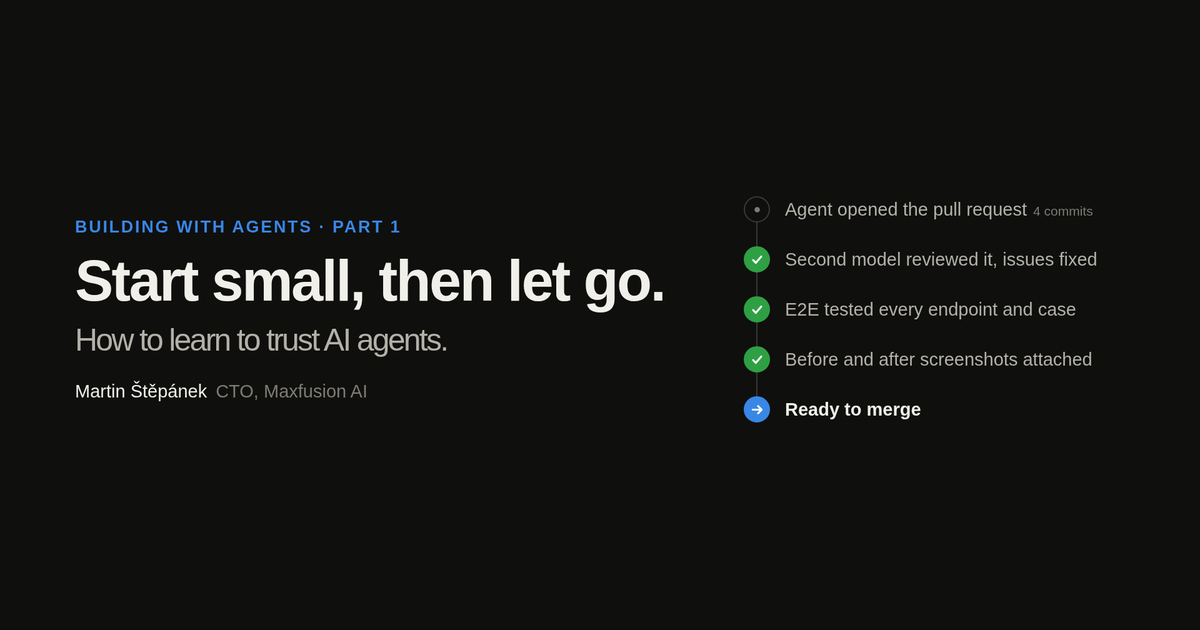 BUILDING WITH AGENTS · PART 1
Start small, then let go.
How to learn to trust AI agents.
Martin Štěpánek CTO, Maxfusion AI
Agent opened the pull request 4 commits
Second model reviewed it, issues fixed
E2E tested every endpoint and case
Before and after screenshots attached
Ready to merge